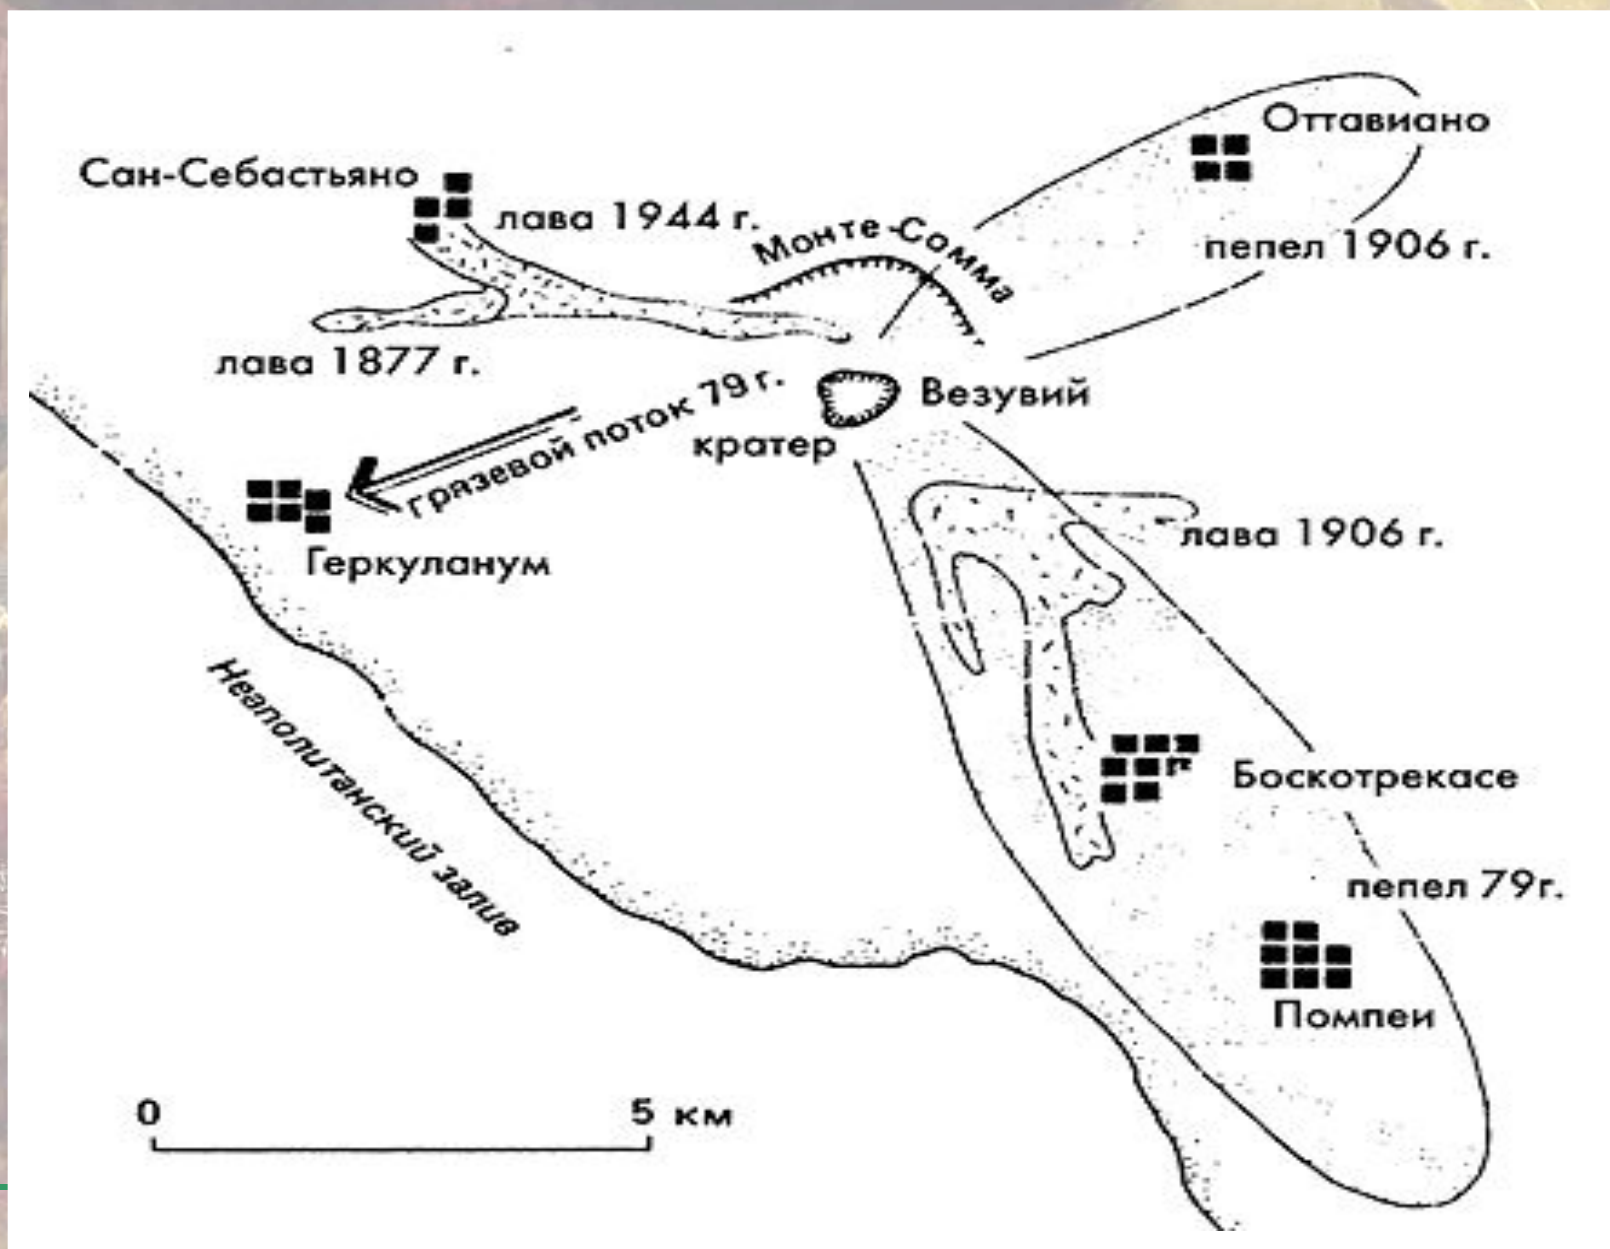 Оттавиано
Сан-Себастьяно
лава 1944 г.
Монте-Сомма
пепел 1906 г.
лава 1877 г.
грязевой поток 79 г.
Везувий
кратер
лава 1906 г.
Геркуланум
Неаполитанский залив
Боскотрекасе
пепел 79г.
Помпеи
0 5 км